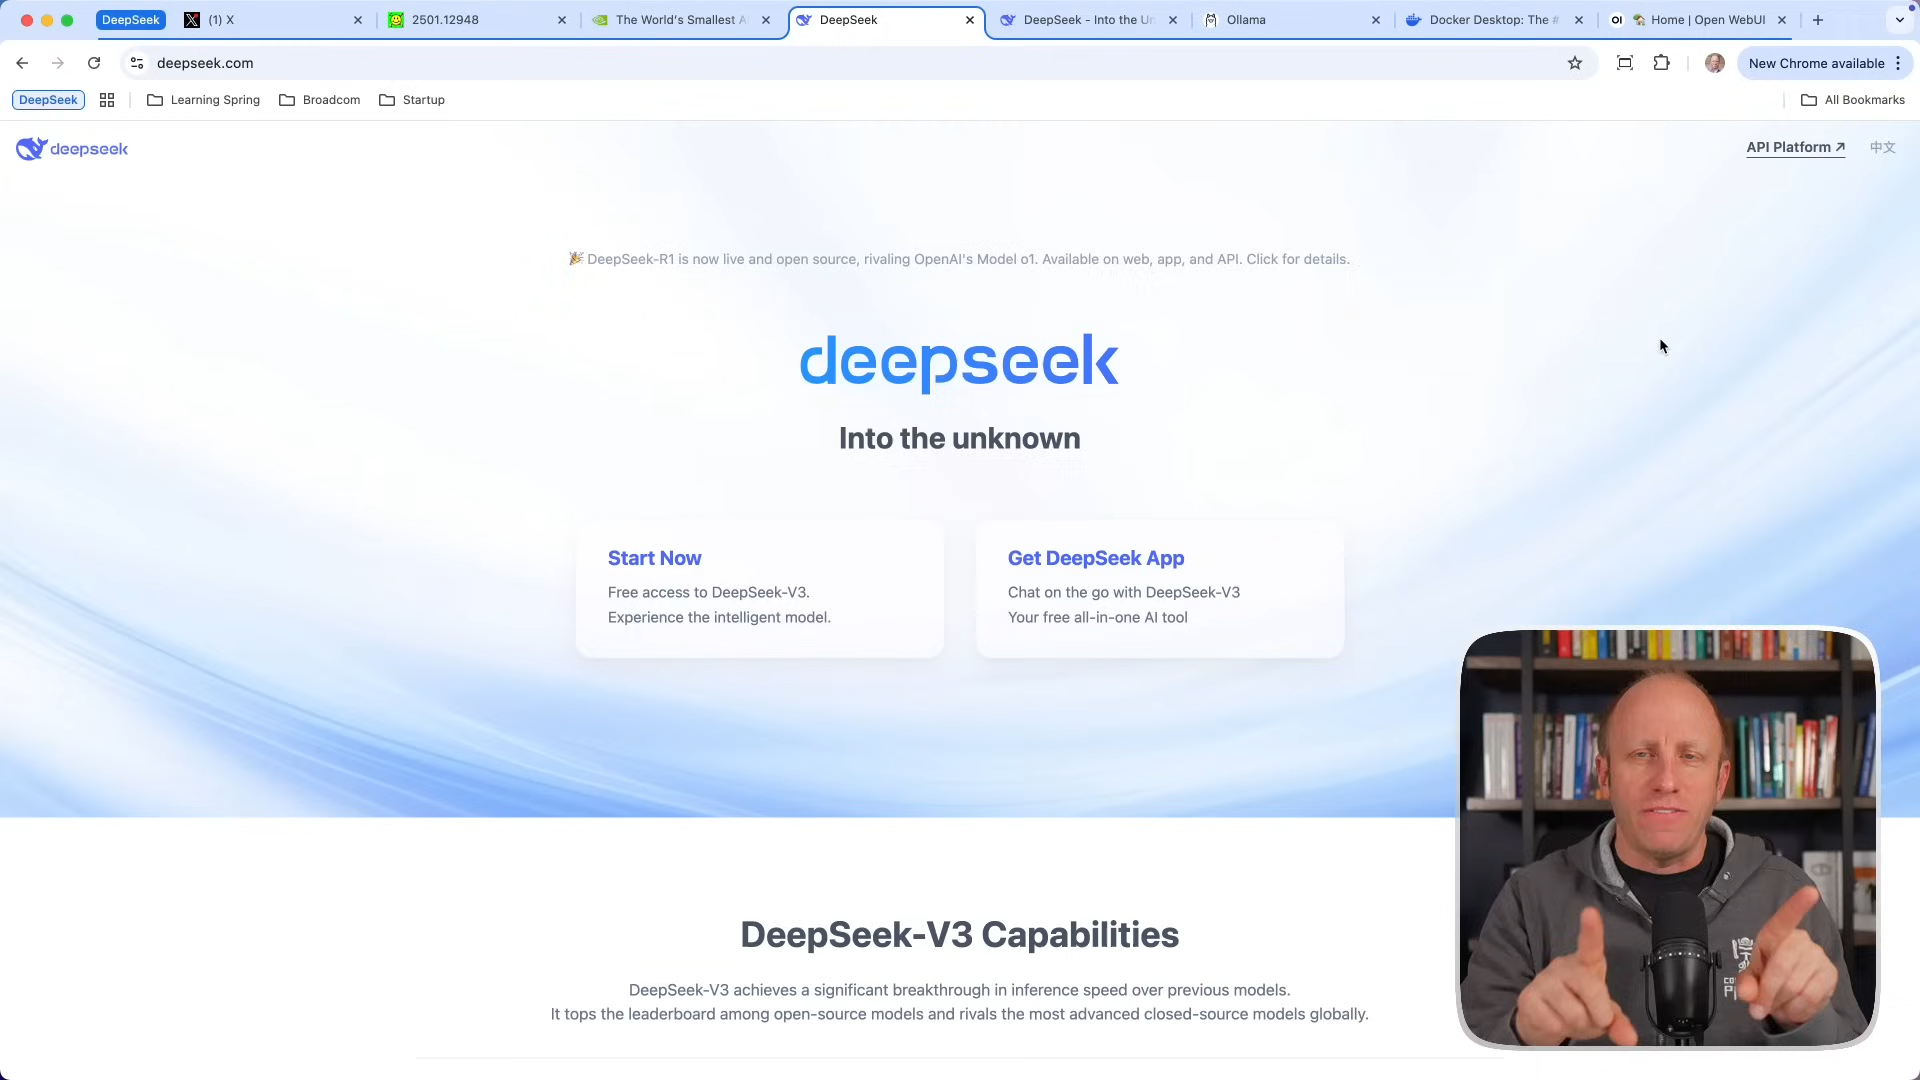 DeepSeek
(1) X
2501.12948
The World's Smallest A
DeepSeek
DeepSeek - Into the Un
Ollama
Docker Desktop: The #
OI
Home | Open WebUI
deepseek.com
New Chrome available
DeepSeek
Learning Spring
Broadcom
Startup
All Bookmarks
deepseek
API Platform
中文
DeepSeek-R1 is now live and open source, rivaling OpenAI's Model o1. Available on web, app, and API. Click for details.
deepseek
Into the unknown
Start Now
Free access to DeepSeek-V3.
Experience the intelligent model.
Get DeepSeek App
Chat on the go with DeepSeek-V3
Your free all-in-one AI tool
DeepSeek-V3 Capabilities
DeepSeek-V3 achieves a significant breakthrough in inference speed over previous models.
It tops the leaderboard among open-source models and rivals the most advanced closed-source models globally.